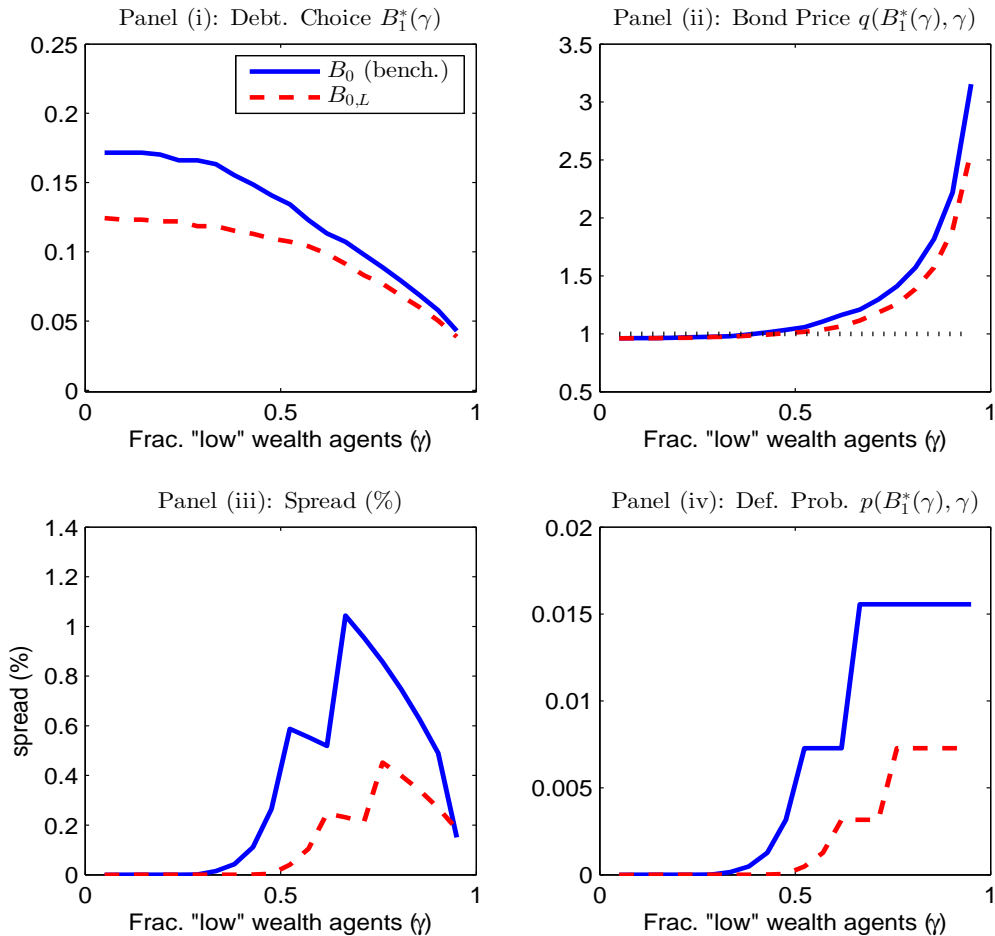 Panel (i): Debt. Choice B₁*(γ)
0.25
0.2
0.15
0.1
0.05
0
B₀ (bench.)
B₀,L
0 0.5 1
Frac. "low" wealth agents (γ)
Panel (ii): Bond Price q(B₁*(γ), γ)
3.5
3
2.5
2
1.5
1
0.5
0 0.5 1
Frac. "low" wealth agents (γ)
Panel (iii): Spread (%)
spread (%)
1.4
1.2
1
0.8
0.6
0.4
0.2
0
0 0.5 1
Frac. "low" wealth agents (γ)
Panel (iv): Def. Prob. p(B₁*(γ), γ)
0.02
0.015
0.01
0.005
0
0 0.5 1
Frac. "low" wealth agents (γ)